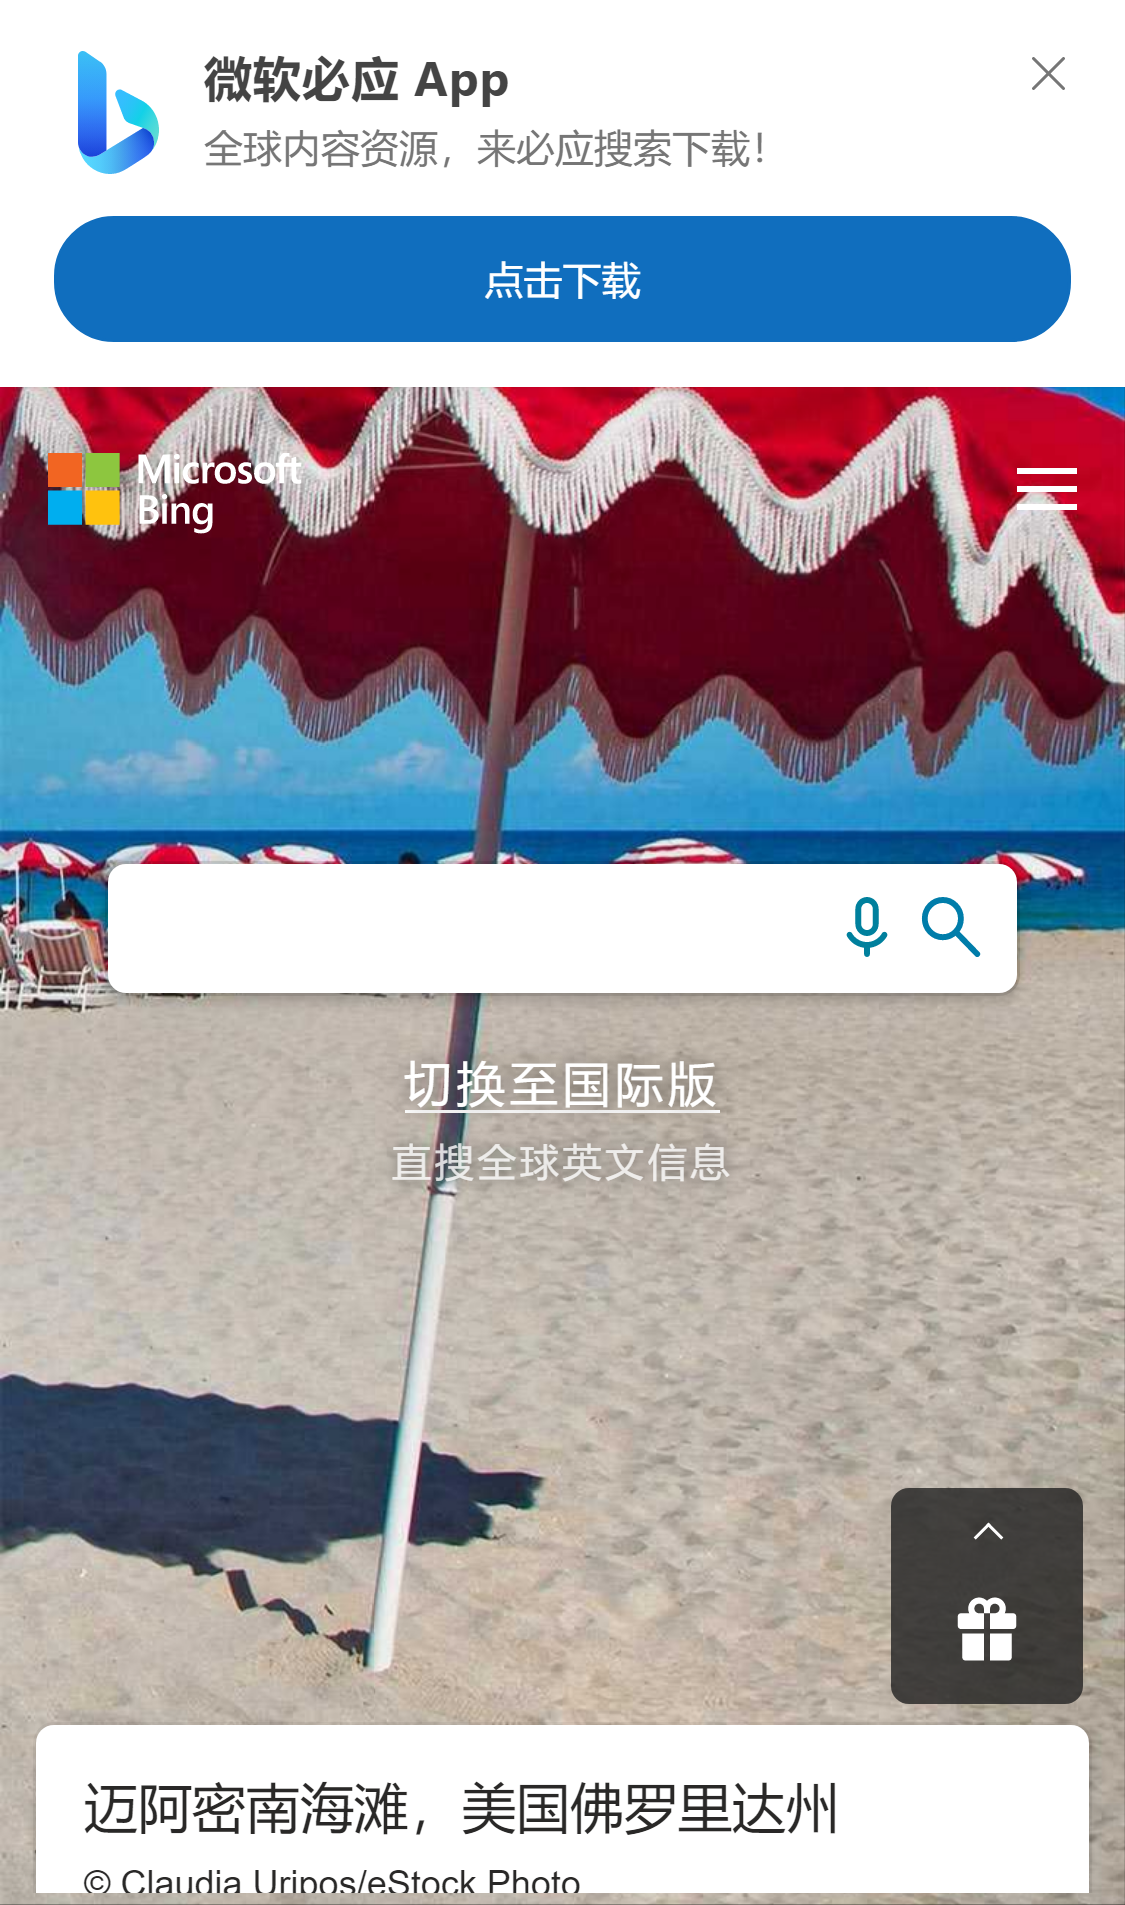 微软必应 App
全球内容资源，来必应搜索下载！
点击下载
Microsoft
Bing
切换至国际版
直搜全球英文信息
迈阿密南海滩，美国佛罗里达州
© Claudia Uripos/eStock Photo